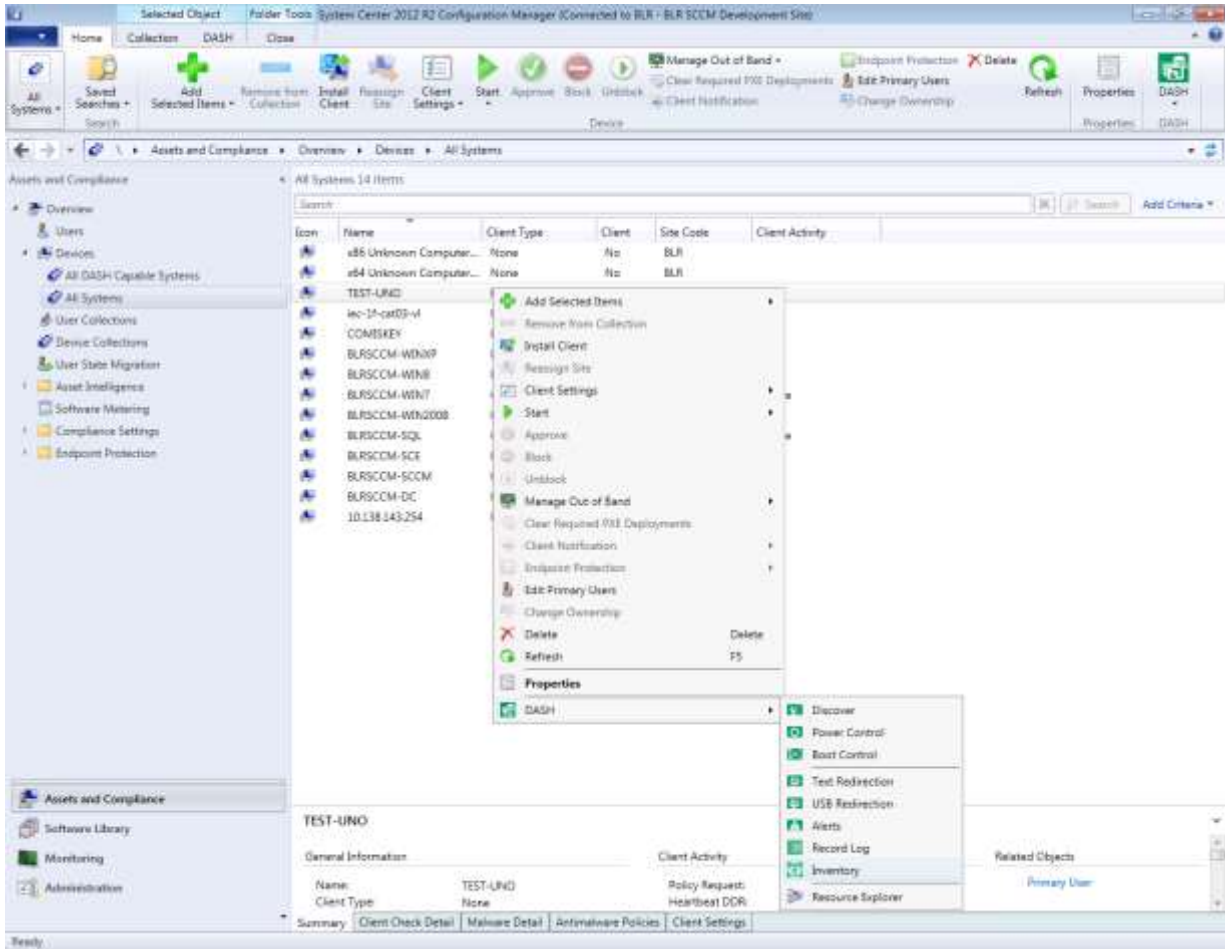 Selected Object Folder Tools System Center 2012 R2 Configuration Manager (Connected to BLR - BLR SCCM Development Site)
Home Collection DASH Close
All Systems
Saved Searches
Add Selected Items
Remove from Collection
Install Client
Reassign Site
Client Settings
Start Approve Block Unblock
Manage Out of Band
Clear Required PXE Deployments
Client Notification
Endpoint Protection
Edit Primary Users
Change Ownership
Delete
Refresh
Properties
DASH
Search Device Properties DASH
\ Assets and Compliance Overview Devices All Systems
Assets and Compliance
Overview
Users
Devices
All DASH Capable Systems
All Systems
User Collections
Device Collections
User State Migration
Asset Intelligence
Software Metering
Compliance Settings
Endpoint Protection
Assets and Compliance
Software Library
Monitoring
Administration
All Systems 14 items
Search Search Add Criteria
Icon Name Client Type Client Site Code Client Activity
x86 Unknown Computer... None No BLR
x64 Unknown Computer... None No BLR
TEST-UNO
iec-1f-cat03-vl
COMISKEY
BLRSCCM-WINXP
BLRSCCM-WIN8
BLRSCCM-WIN7
BLRSCCM-WIN2008
BLRSCCM-SQL
BLRSCCM-SCE
BLRSCCM-SCCM
BLRSCCM-DC
10.138.143.254
Add Selected Items
Remove from Collection
Install Client
Reassign Site
Client Settings
Start
Approve
Block
Unblock
Manage Out of Band
Clear Required PXE Deployments
Client Notification
Endpoint Protection
Edit Primary Users
Change Ownership
Delete Delete
Refresh F5
Properties
DASH
Discover
Power Control
Boot Control
Text Redirection
USB Redirection
Alerts
Record Log
Inventory
Resource Explorer
TEST-UNO
General Information Client Activity Related Objects
Name: TEST-UNO Policy Request: Primary User
Client Type: None Heartbeat DDR:
Summary Client Check Detail Malware Detail Antimalware Policies Client Settings
Ready